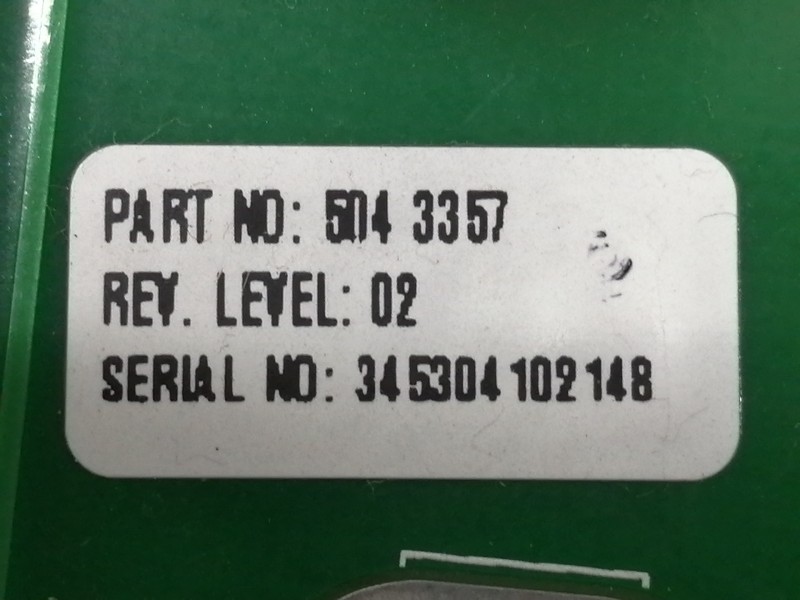 PART NO: 504 3357
REV. LEVEL: 02
SERIAL NO: 345304102148